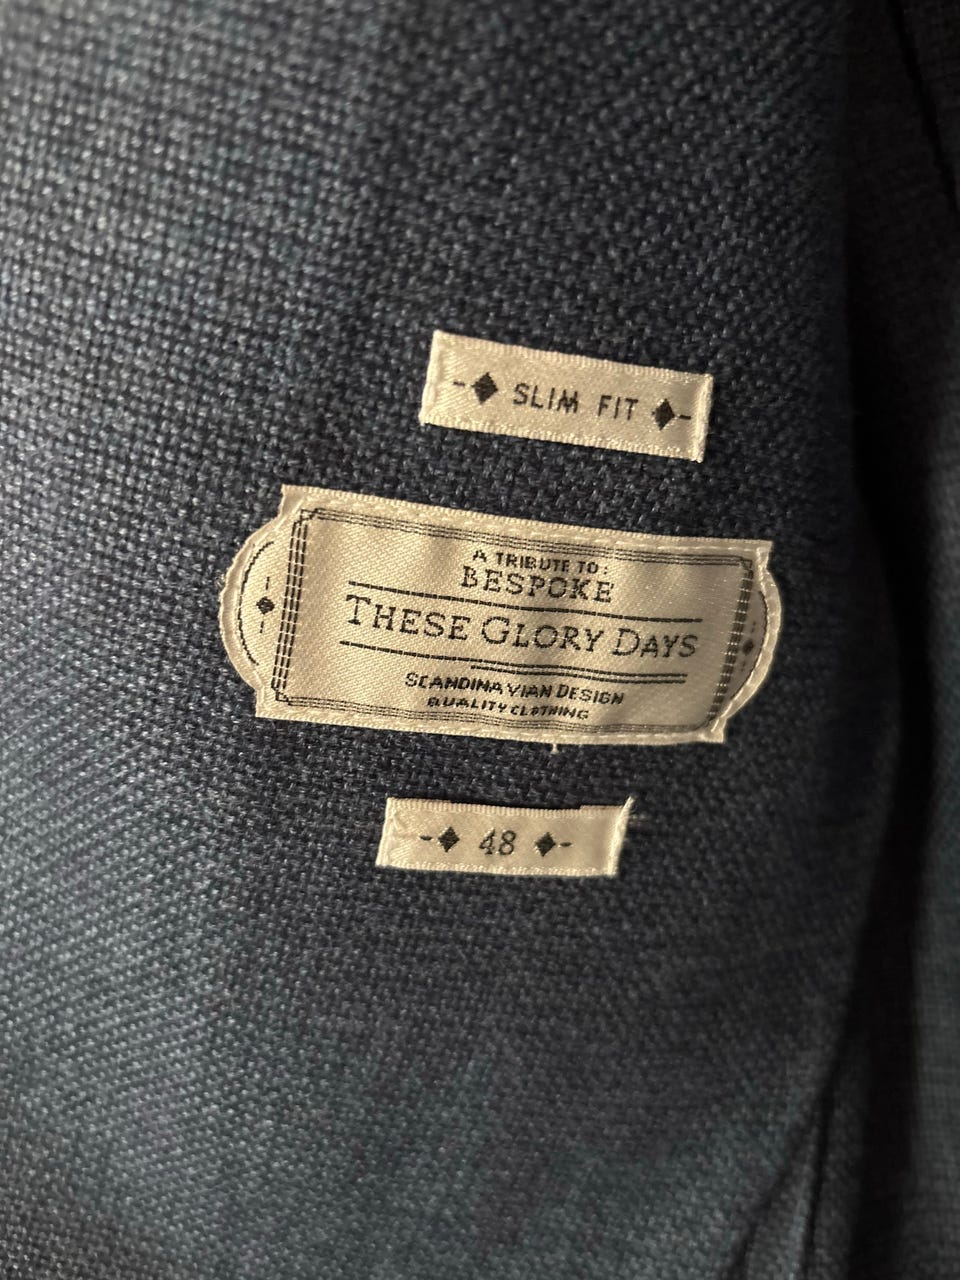 SLIM FIT
A TRIBUTE TO:
BESPOKE
THESE GLORY DAYS
SCANDINAVIAN DESIGN
QUALITY CLOTHING
48